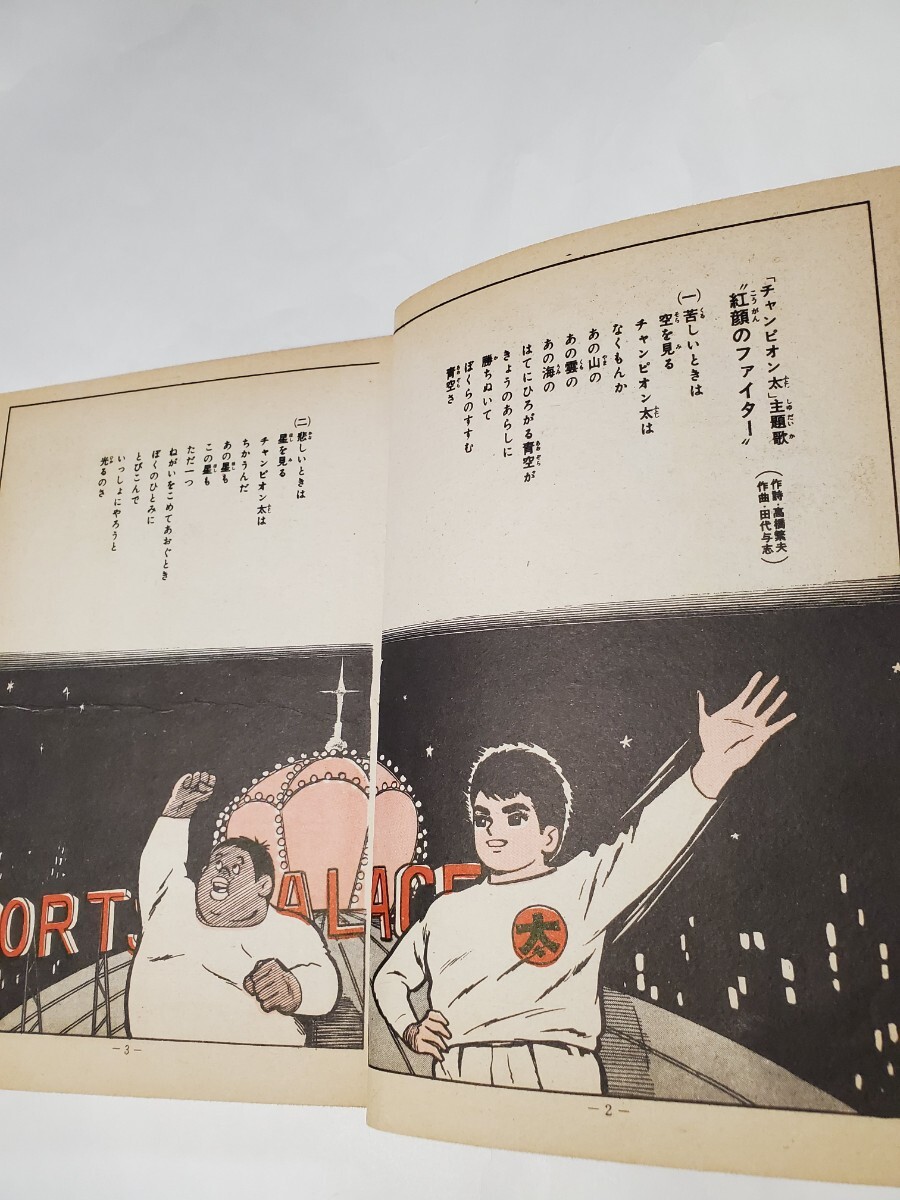 「チャンピオン太」主題歌
"紅顔のファイター"
(作詩・高橋繁夫
作曲・田代与志)
(一)苦しいときは
空を見る
チャンピオン太は
なくもんか
あの山の
あの雲の
あの海の
はてにひろがる青空が
きょうのあらしに
勝ちぬいて
ぼくらのすすむ
青空さ
太
—2—
(二)悲しいときは
星を見る
チャンピオン太は
ちかうんだ
あの星も
この星も
ただ一つ
ねがいをこめてあおぐとき
ぼくのひとみに
とびこんで
いっしょにやろうと
光るのさ
ORTS PALACE
—3—